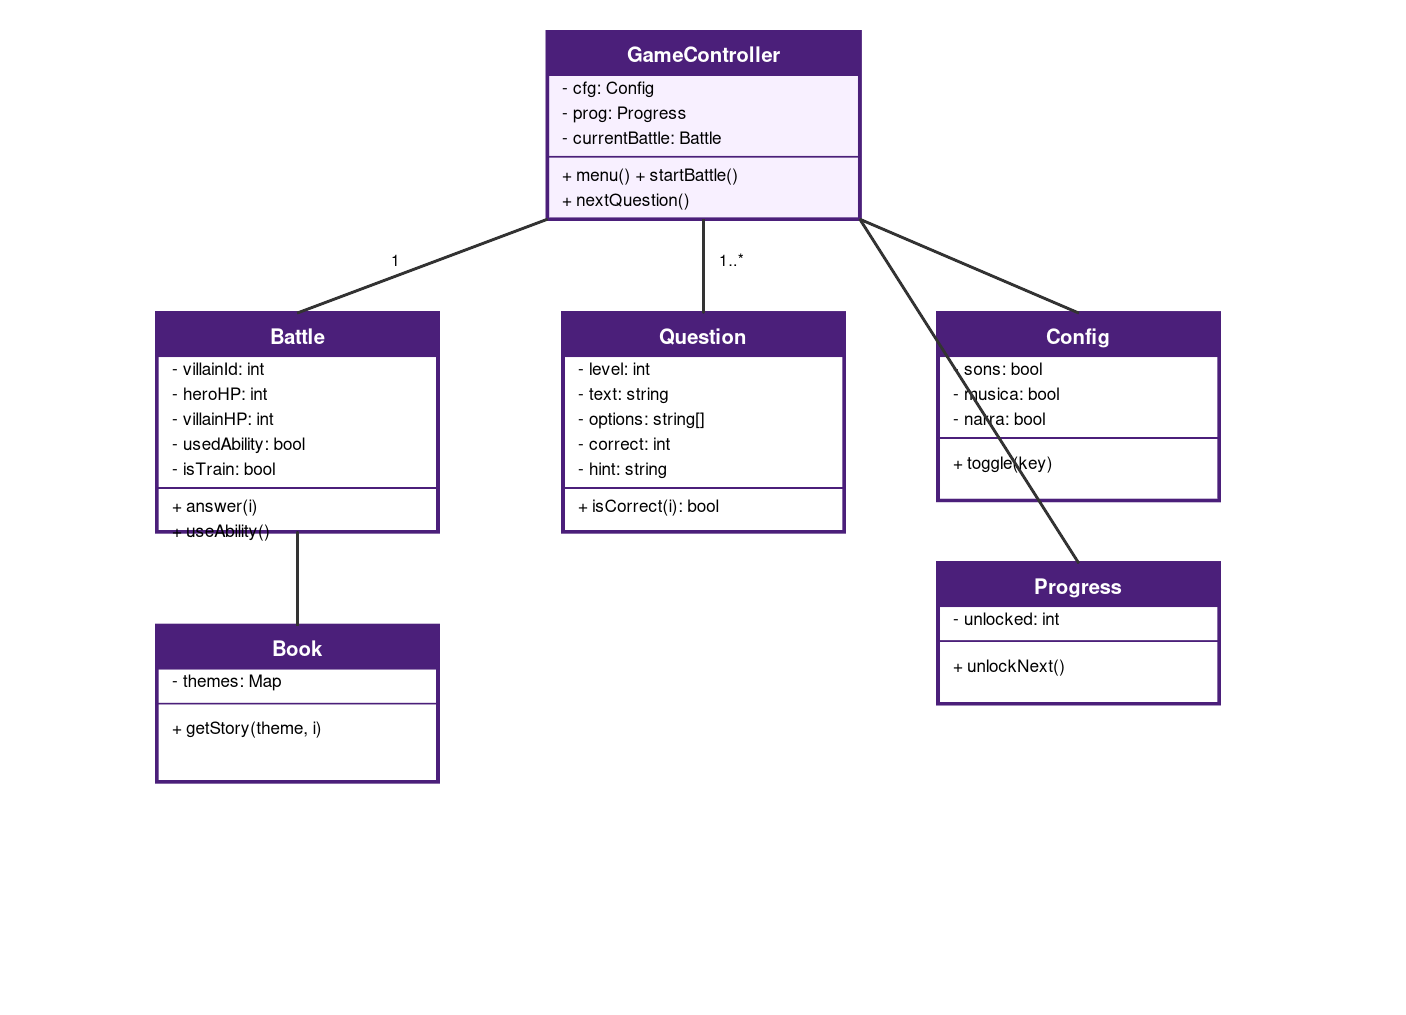 GameController
- cfg: Config
- prog: Progress
- currentBattle: Battle
+ menu() + startBattle()
+ nextQuestion()
1
1..*
Battle
- villainId: int
- heroHP: int
- villainHP: int
- usedAbility: bool
- isTrain: bool
+ answer(i)
+ useAbility()
Question
- level: int
- text: string
- options: string[]
- correct: int
- hint: string
+ isCorrect(i): bool
Config
- sons: bool
- musica: bool
- narra: bool
+ toggle(key)
Progress
- unlocked: int
+ unlockNext()
Book
- themes: Map
+ getStory(theme, i)